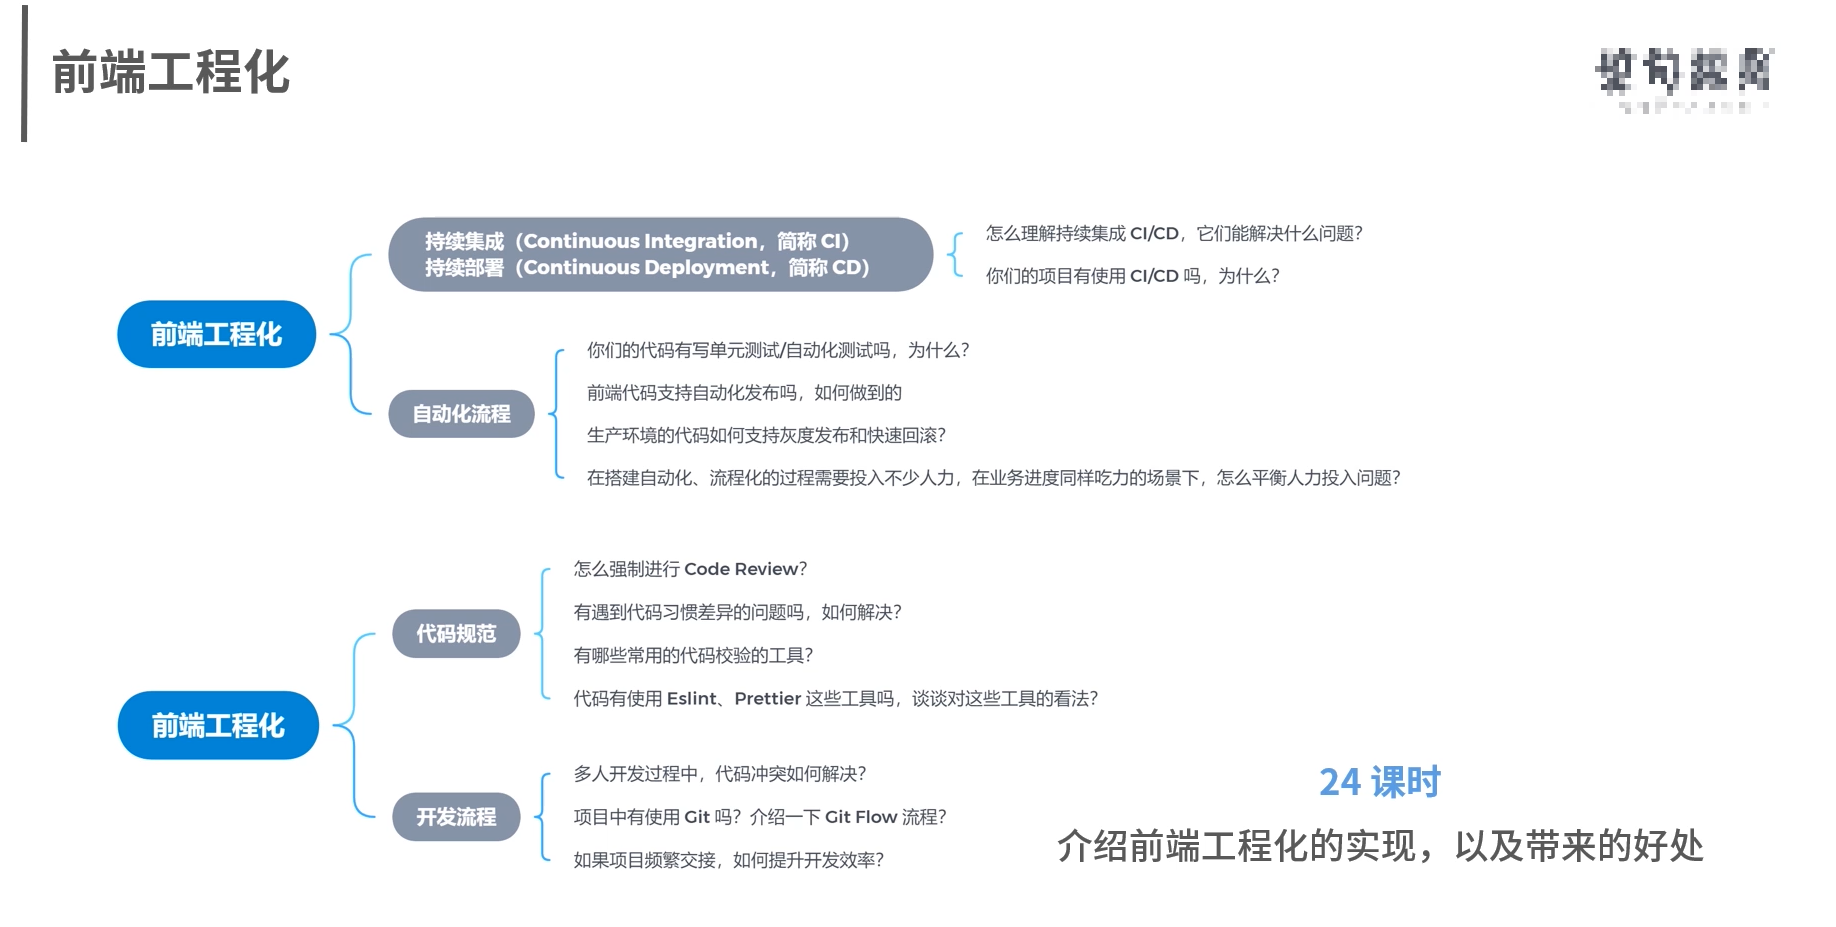 前端工程化
持续集成（Continuous Integration，简称 CI）
持续部署（Continuous Deployment，简称 CD）
怎么理解持续集成 CI/CD，它们能解决什么问题？
你们的项目有使用 CI/CD 吗，为什么？
前端工程化
自动化流程
你们的代码有写单元测试/自动化测试吗，为什么？
前端代码支持自动化发布吗，如何做到的
生产环境的代码如何支持灰度发布和快速回滚？
在搭建自动化、流程化的过程需要投入不少人力，在业务进度同样吃力的场景下，怎么平衡人力投入问题？
前端工程化
代码规范
怎么强制进行 Code Review？
有遇到代码习惯差异的问题吗，如何解决？
有哪些常用的代码校验的工具？
代码有使用 Eslint、Prettier 这些工具吗，谈谈对这些工具的看法？
开发流程
多人开发过程中，代码冲突如何解决？
项目中有使用 Git 吗？介绍一下 Git Flow 流程？
如果项目频繁交接，如何提升开发效率？
24 课时
介绍前端工程化的实现，以及带来的好处